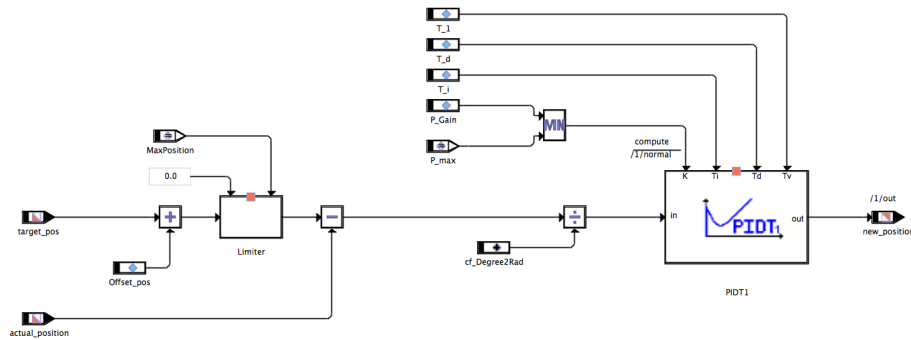 T_1
T_d
T_i
P_Gain
MIN
P_max
compute
/1/normal
MaxPosition
0.0
K Ti Td Tv
in
PIDT1
out
/1/out
target_pos
+
Limiter
-
÷
new_position
Offset_pos
cf_Degree2Rad
PIDT1
actual_position